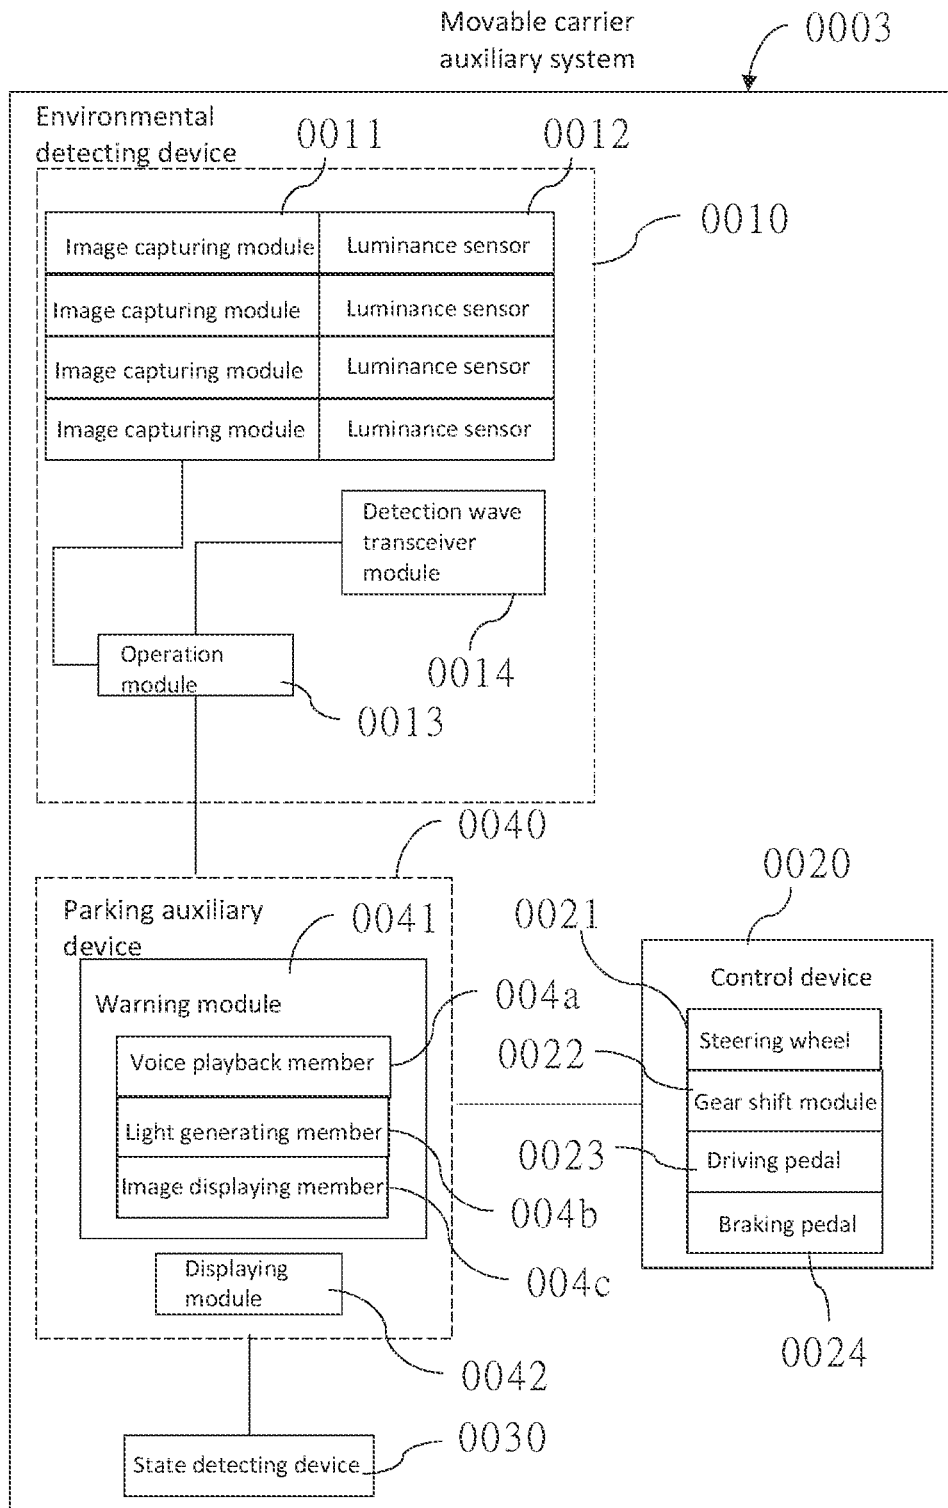 Movable carrier
auxiliary system
0003
Environmental
detecting device
0011
0012
0010
Image capturing module
Luminance sensor
Image capturing module
Luminance sensor
Image capturing module
Luminance sensor
Image capturing module
Luminance sensor
Detection wave
transceiver
module
0014
Operation
module
0013
0040
Parking auxiliary
device
0041
Warning module
004a
Voice playback member
Light generating member
Image displaying member
004b
004c
Displaying
module
0042
0030
State detecting device
0020
0021
Control device
Steering wheel
0022
Gear shift module
0023
Driving pedal
Braking pedal
0024